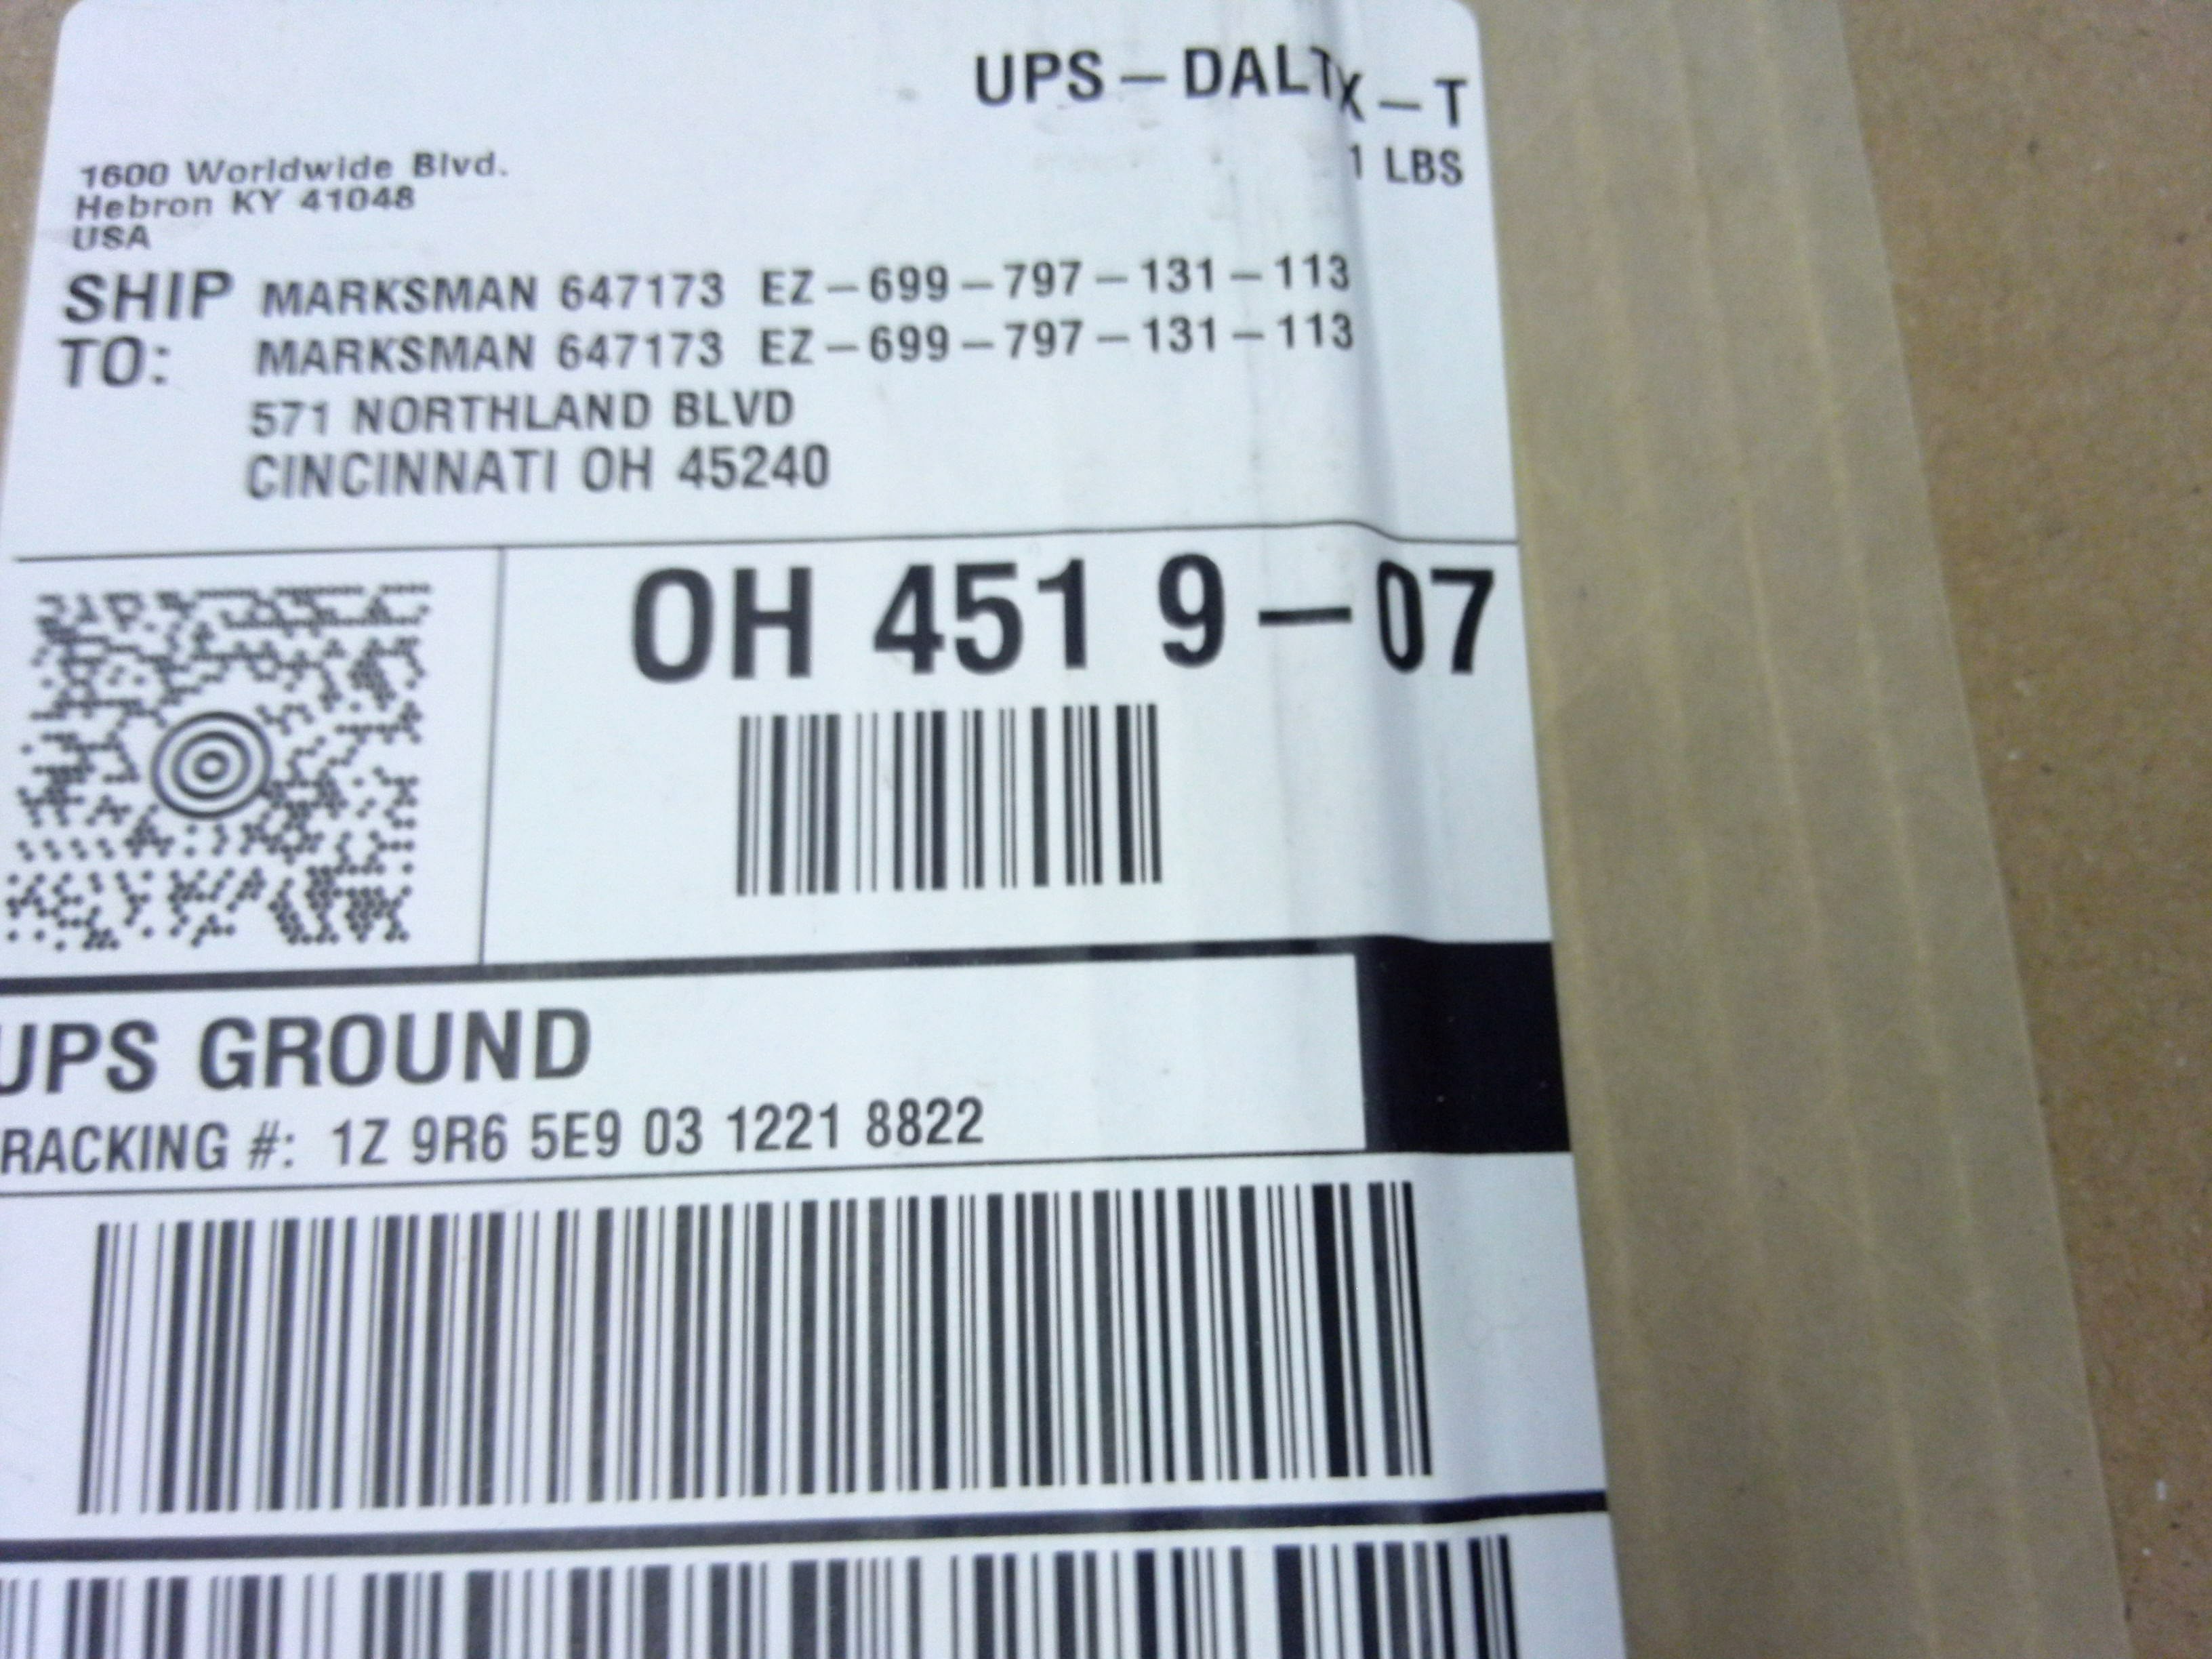 UPS – DALTX – T
1 LBS
1600 Worldwide Blvd.
Hebron KY 41048
USA
SHIP TO:
MARKSMAN 647173 EZ – 699 – 797 – 131 – 113
MARKSMAN 647173 EZ – 699 – 797 – 131 – 113
571 NORTHLAND BLVD
CINCINNATI OH 45240
OH 451 9 – 07
UPS GROUND
RACKING #: 1Z 9R6 5E9 03 1221 8822